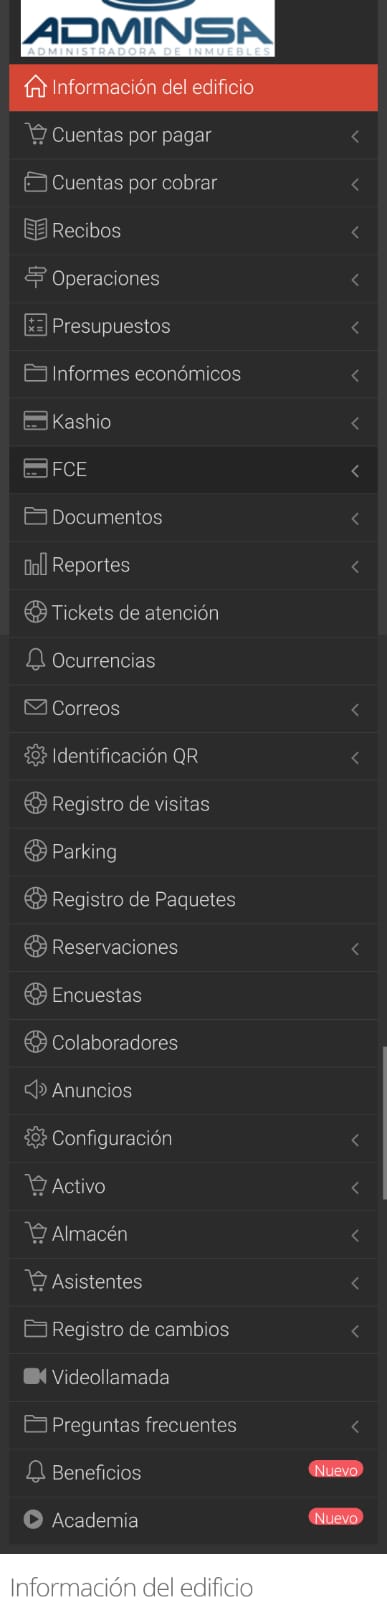 ADMINSA
ADMINISTRADORA DE INMUEBLES
Información del edificio
Cuentas por pagar
Cuentas por cobrar
Recibos
Operaciones
Presupuestos
Informes económicos
Kashio
FCE
Documentos
Reportes
Tickets de atención
Ocurrencias
Correos
Identificación QR
Registro de visitas
Parking
Registro de Paquetes
Reservaciones
Encuestas
Colaboradores
Anuncios
Configuración
Activo
Almacén
Asistentes
Registro de cambios
Videollamada
Preguntas frecuentes
Beneficios Nuevo
Academia Nuevo
Información del edificio